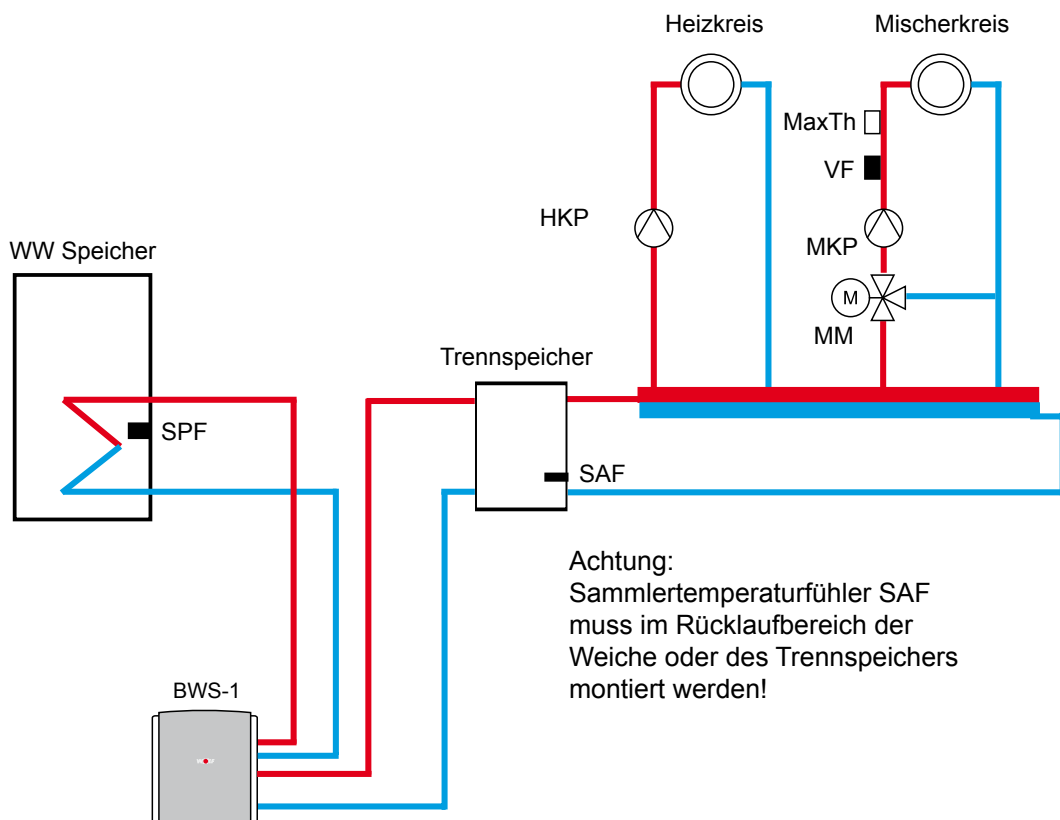 Heizkreis
Mischerkreis
MaxTh
VF
HKP
MKP
WW Speicher
M
MM
Trennspeicher
SPF
SAF
Achtung:
Sammlertemperaturfühler SAF
muss im Rücklaufbereich der
Weiche oder des Trennspeichers
montiert werden!
BWS-1